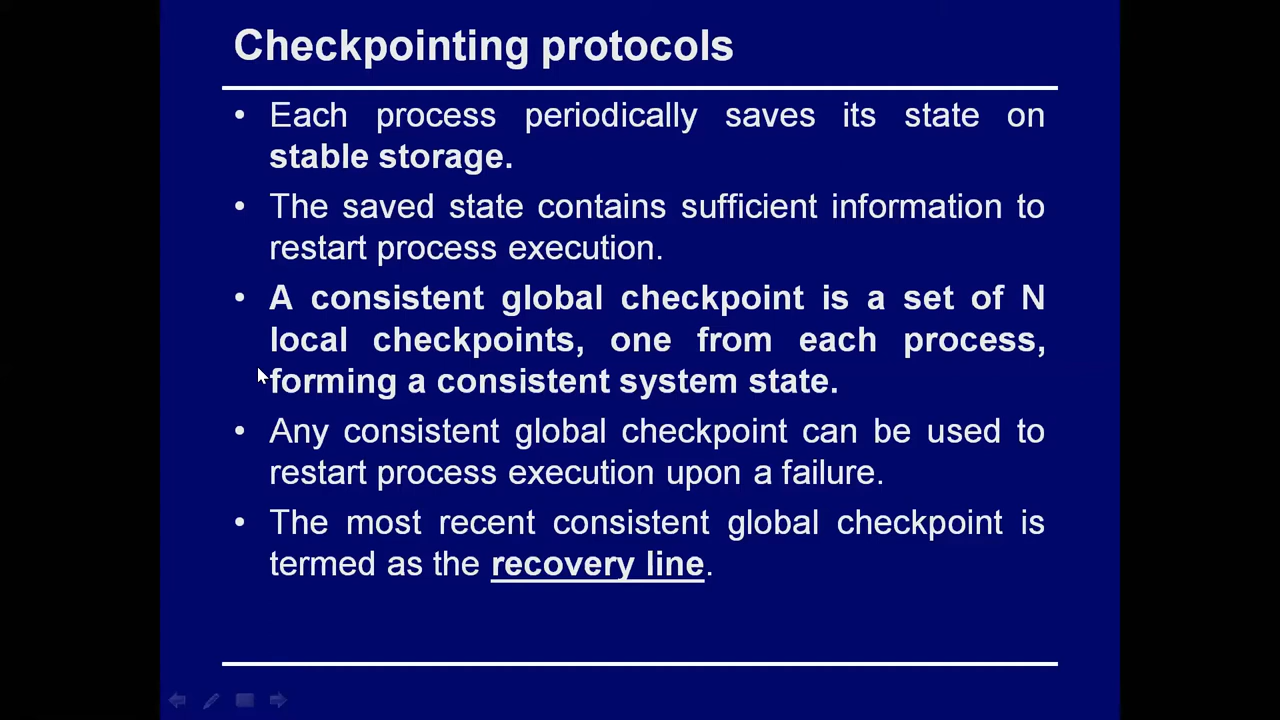 Checkpointing protocols
• Each process periodically saves its state on
stable storage.
• The saved state contains sufficient information to
restart process execution.
• A consistent global checkpoint is a set of N
local checkpoints, one from each process,
forming a consistent system state.
• Any consistent global checkpoint can be used to
restart process execution upon a failure.
• The most recent consistent global checkpoint is
termed as the recovery line.